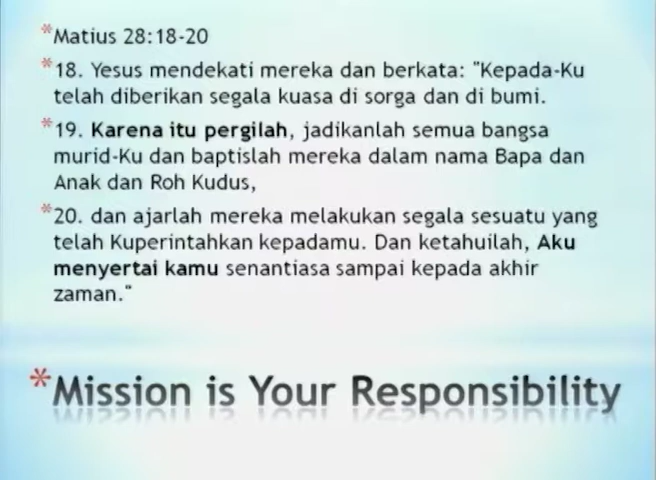 *Matius 28:18-20
*18. Yesus mendekati mereka dan berkata: "Kepada-Ku
telah diberikan segala kuasa di sorga dan di bumi.
*19. Karena itu pergilah, jadikanlah semua bangsa
murid-Ku dan baptislah mereka dalam nama Bapa dan
Anak dan Roh Kudus,
*20. dan ajarlah mereka melakukan segala sesuatu yang
telah Kuperintahkan kepadamu. Dan ketahuilah, Aku
menyertai kamu senantiasa sampai kepada akhir
zaman."
*Mission is Your Responsibility